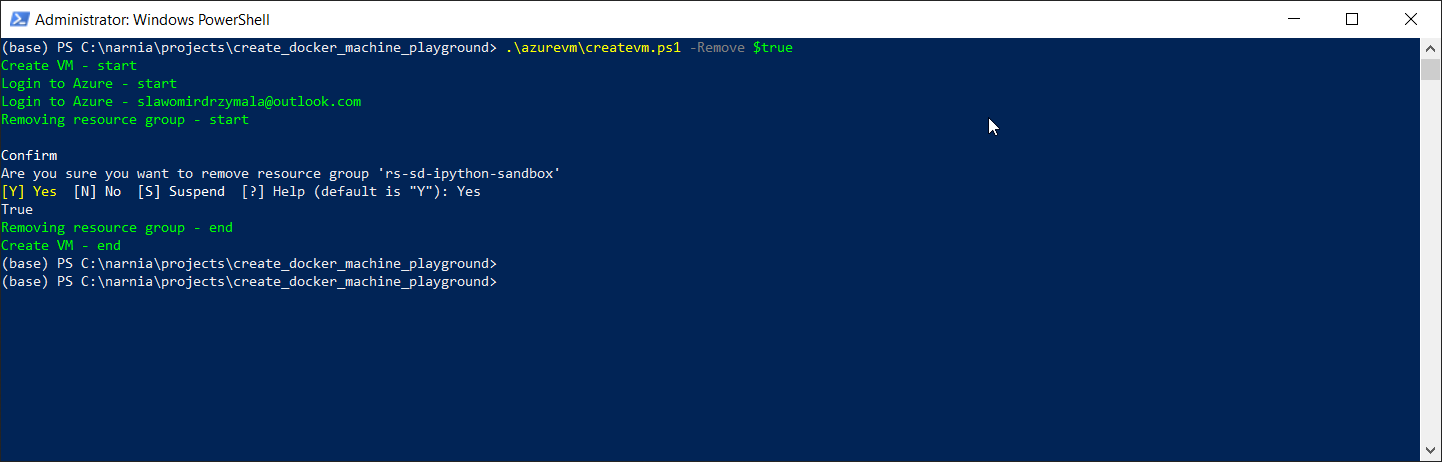 Administrator: Windows PowerShell
(base) PS C:\narnia\projects\create_docker_machine_playground> .\azurevm\createvm.ps1 -Remove $true
Create VM - start
Login to Azure - start
Login to Azure - slawomirdrzymala@outlook.com
Removing resource group - start
Confirm
Are you sure you want to remove resource group 'rs-sd-ipython-sandbox'
[Y] Yes  [N] No  [S] Suspend  [?] Help (default is "Y"): Yes
True
Removing resource group - end
Create VM - end
(base) PS C:\narnia\projects\create_docker_machine_playground>
(base) PS C:\narnia\projects\create_docker_machine_playground>